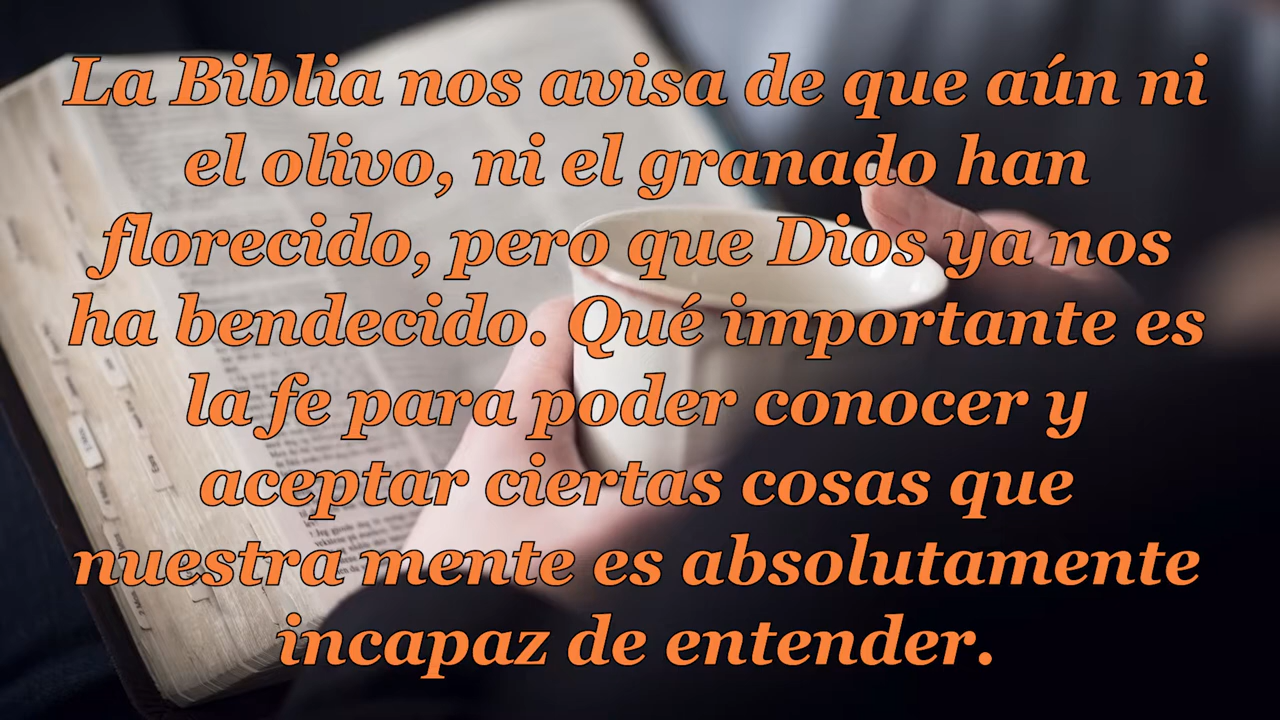 La Biblia nos avisa de que aún ni
el olivo, ni el granado han
florecido, pero que Dios ya nos
ha bendecido. Qué importante es
la fe para poder conocer y
aceptar ciertas cosas que
nuestra mente es absolutamente
incapaz de entender.